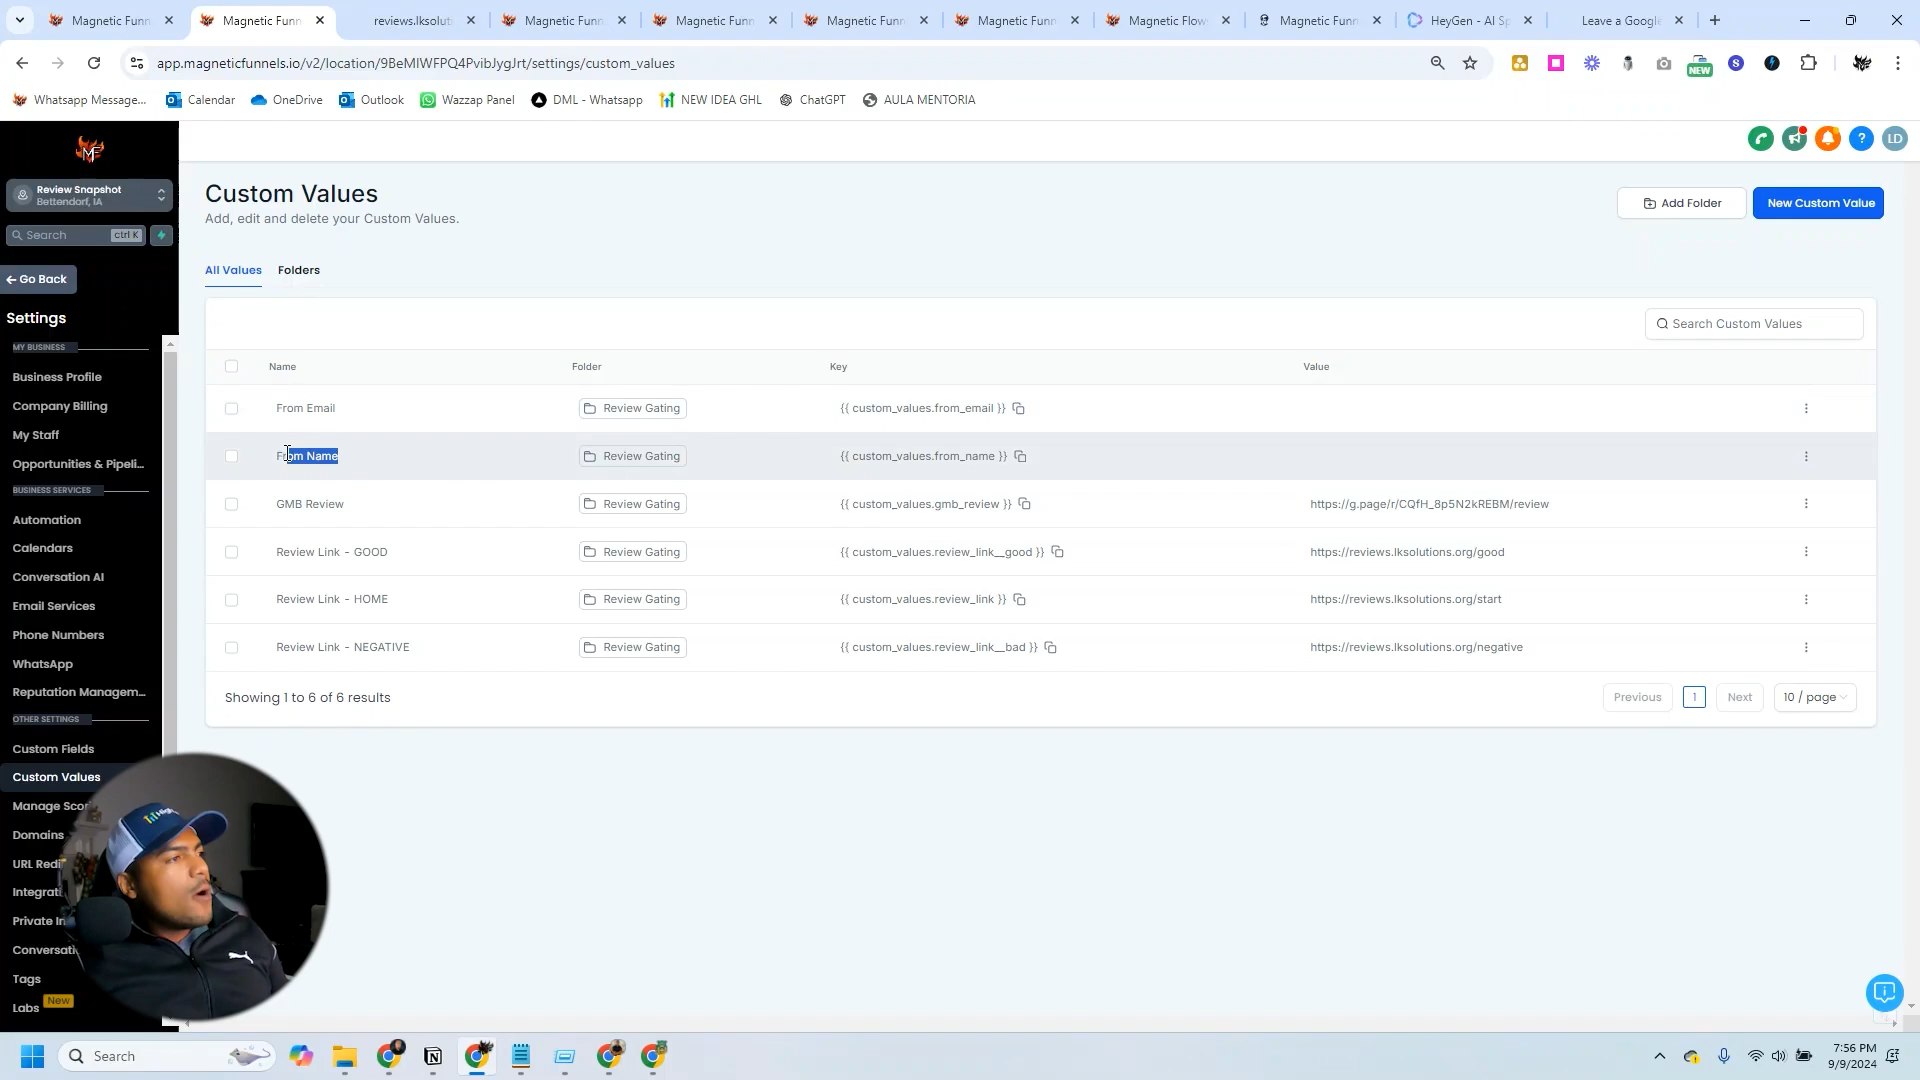 Magnetic Funn
Magnetic Funn
reviews.lksoluti
Magnetic Funn
Magnetic Funn
Magnetic Funn
Magnetic Funn
Magnetic Flow
Magnetic Funn
HeyGen - AI Sp
Leave a Google
app.magneticfunnels.io/v2/location/9BeMIWFPQ4PvibJygJrt/settings/custom_values
NEW
Whatsapp Message...
Calendar
OneDrive
Outlook
Wazzap Panel
DML - Whatsapp
NEW IDEA GHL
ChatGPT
AULA MENTORIA
MF
LD
Review Snapshot
Bettendorf, IA
Search
ctrl K
Go Back
Settings
MY BUSINESS
Business Profile
Company Billing
My Staff
Opportunities & Pipeli...
BUSINESS SERVICES
Automation
Calendars
Conversation AI
Email Services
Phone Numbers
WhatsApp
Reputation Managem...
OTHER SETTINGS
Custom Fields
Custom Values
Manage Scor
Domains
URL Redi
Integrati
Private In
Conversati
Tags
Labs New
Custom Values
Add, edit and delete your Custom Values.
Add Folder
New Custom Value
All Values
Folders
Search Custom Values
Name Folder Key Value
From Email Review Gating {{ custom_values.from_email }}
From Name Review Gating {{ custom_values.from_name }}
GMB Review Review Gating {{ custom_values.gmb_review }} https://g.page/r/CQfH_8p5N2kREBM/review
Review Link - GOOD Review Gating {{ custom_values.review_link__good }} https://reviews.lksolutions.org/good
Review Link - HOME Review Gating {{ custom_values.review_link }} https://reviews.lksolutions.org/start
Review Link - NEGATIVE Review Gating {{ custom_values.review_link__bad }} https://reviews.lksolutions.org/negative
Showing 1 to 6 of 6 results
Previous 1 Next 10 / page
Search
7:56 PM
9/9/2024